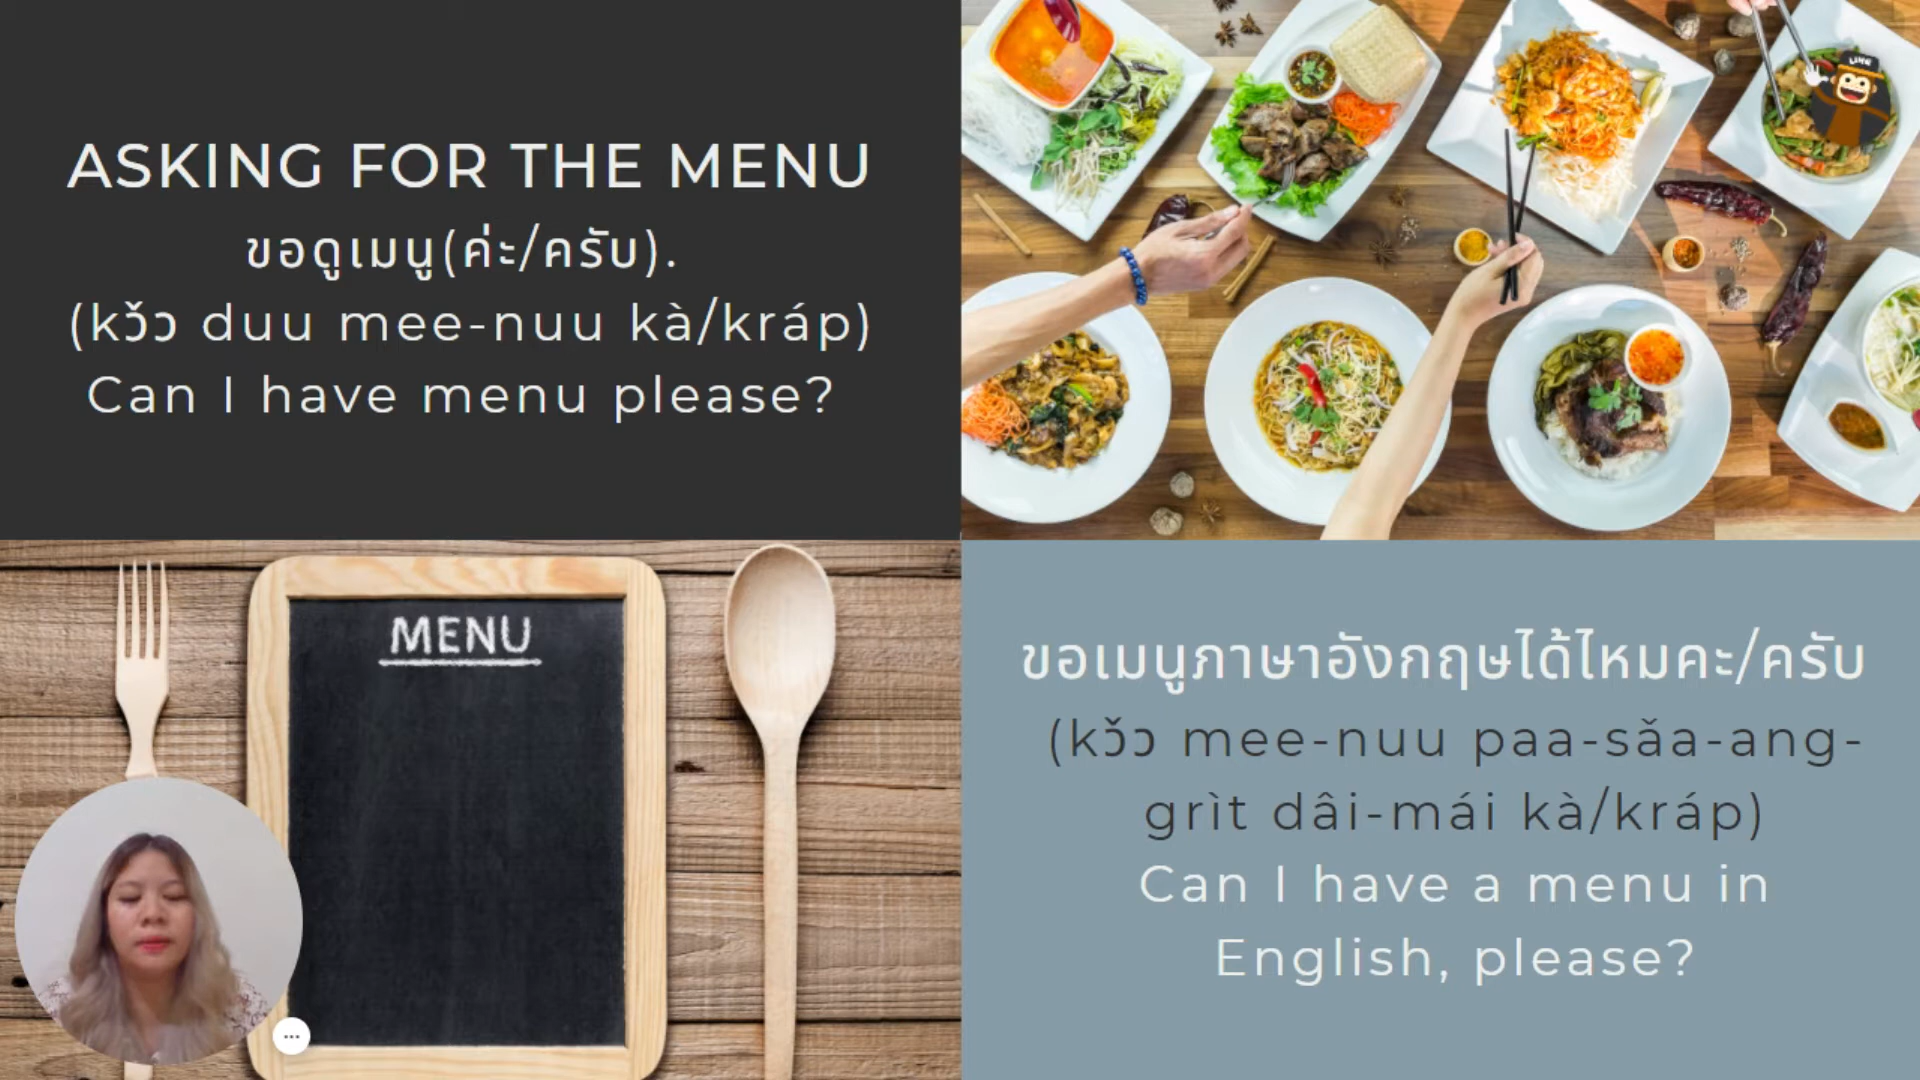 ASKING FOR THE MENU
ขอดูเมนู(ค่ะ/ครับ).
(kɔ̌ɔ duu mee-nuu kà/kráp)
Can I have menu please?
LINE
MENU
ขอเมนูภาษาอังกฤษได้ไหมคะ/ครับ
(kɔ̌ɔ mee-nuu paa-sǎa-ang-
grìt dâi-mái kà/kráp)
Can I have a menu in
English, please?